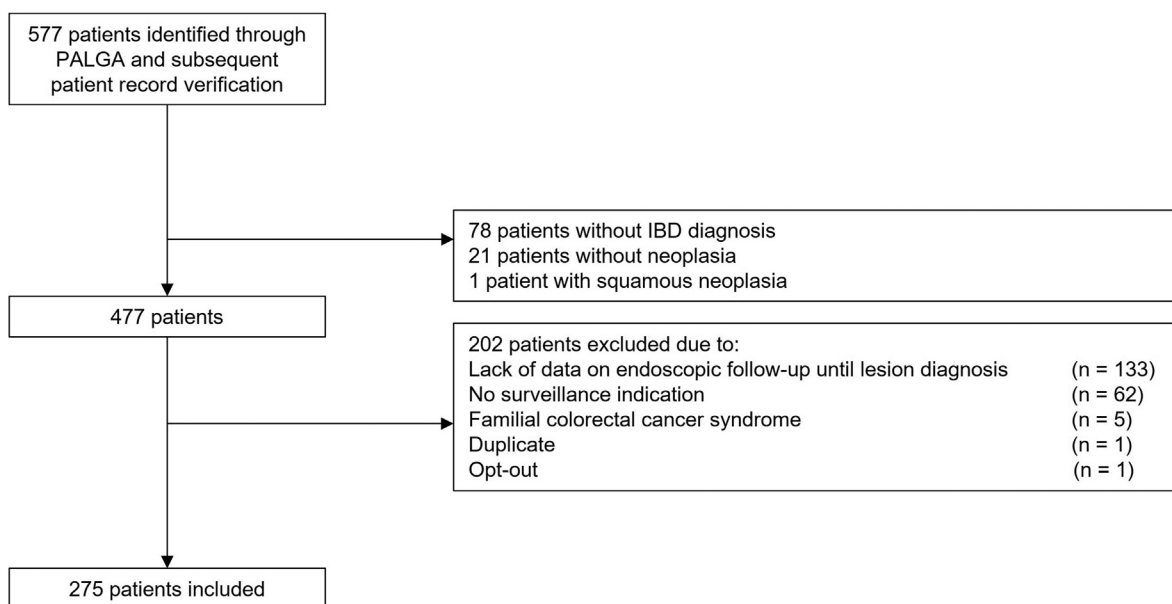 577 patients identified through
PALGA and subsequent
patient record verification
78 patients without IBD diagnosis
21 patients without neoplasia
1 patient with squamous neoplasia
477 patients
202 patients excluded due to:
Lack of data on endoscopic follow-up until lesion diagnosis (n = 133)
No surveillance indication (n = 62)
Familial colorectal cancer syndrome (n = 5)
Duplicate (n = 1)
Opt-out (n = 1)
275 patients included